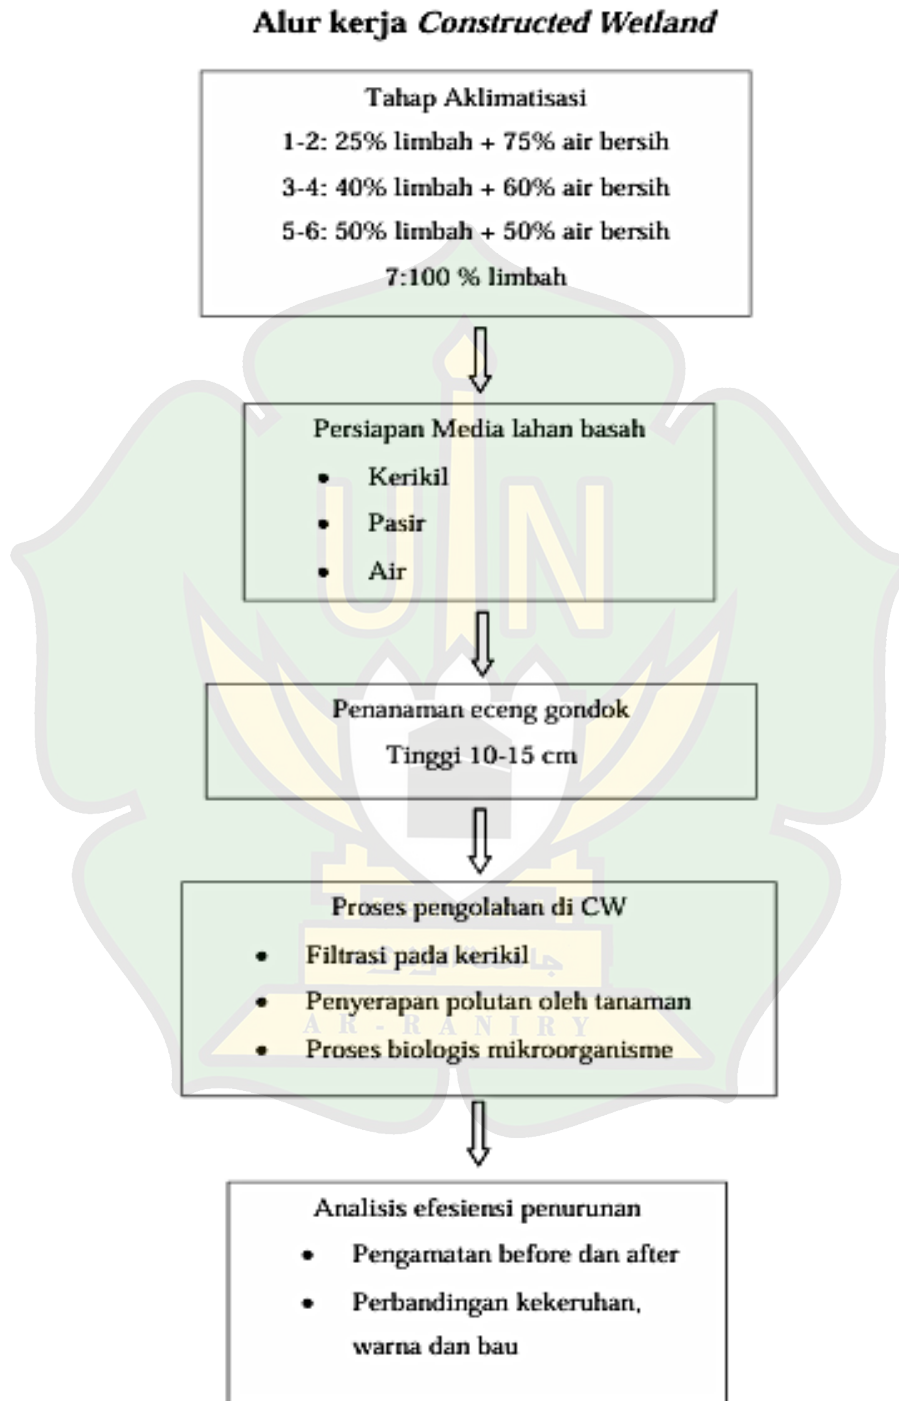 Alur kerja Constructed Wetland
Tahap Aklimatisasi
1-2: 25% limbah + 75% air bersih
3-4: 40% limbah + 60% air bersih
5-6: 50% limbah + 50% air bersih
7:100 % limbah
Persiapan Media lahan basah
• Kerikil
• Pasir
• Air
UIN
Penanaman eceng gondok
Tinggi 10-15 cm
Proses pengolahan di CW
• Filtrasi pada kerikil
• Penyerapan polutan oleh tanaman
AR-RANIRY
• Proses biologis mikroorganisme
Analisis efesiensi penurunan
• Pengamatan before dan after
• Perbandingan kekeruhan,
warna dan bau